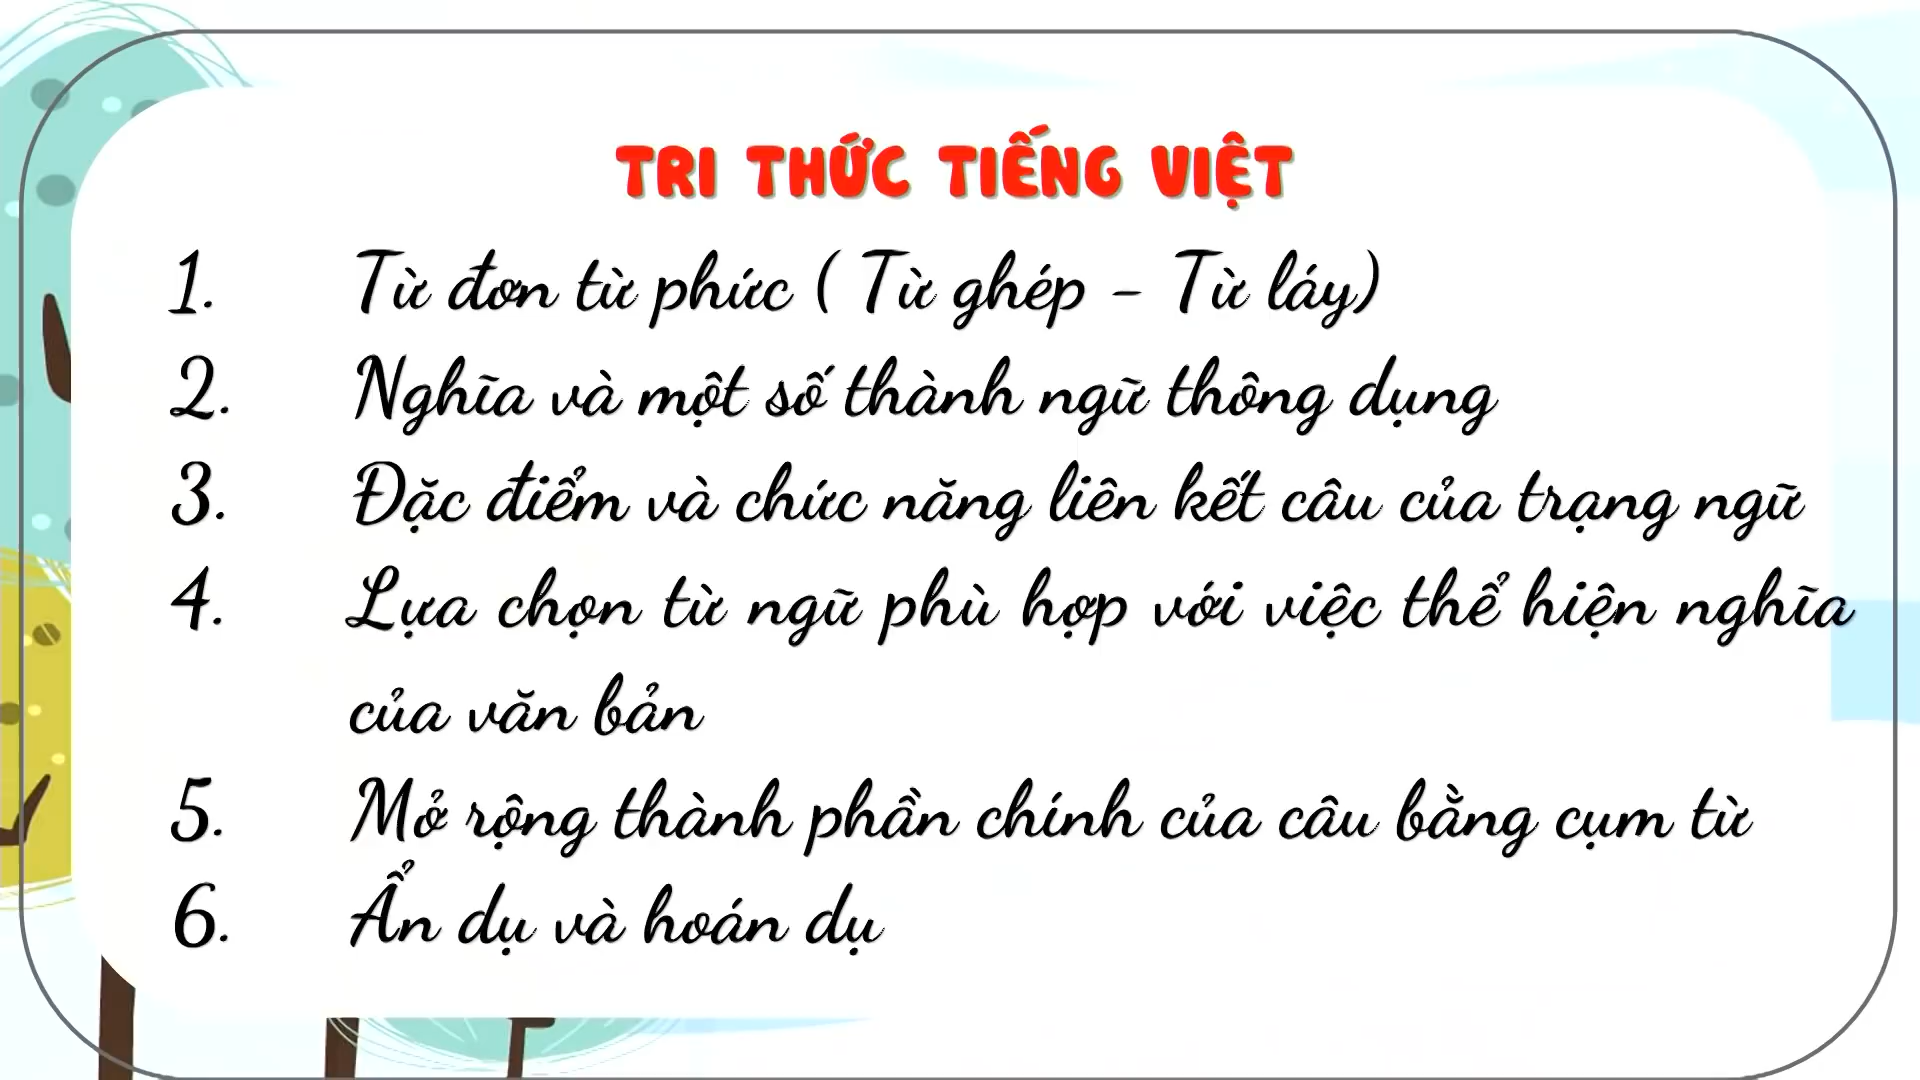 TRI THỨC TIẾNG VIỆT
1. Từ đơn từ phức ( Từ ghép - Từ láy)
2. Nghĩa và một số thành ngữ thông dụng
3. Đặc điểm và chức năng liên kết câu của trạng ngữ
4. Lựa chọn từ ngữ phù hợp với việc thể hiện nghĩa
của văn bản
5. Mở rộng thành phần chính của câu bằng cụm từ
6. Ẩn dụ và hoán dụ